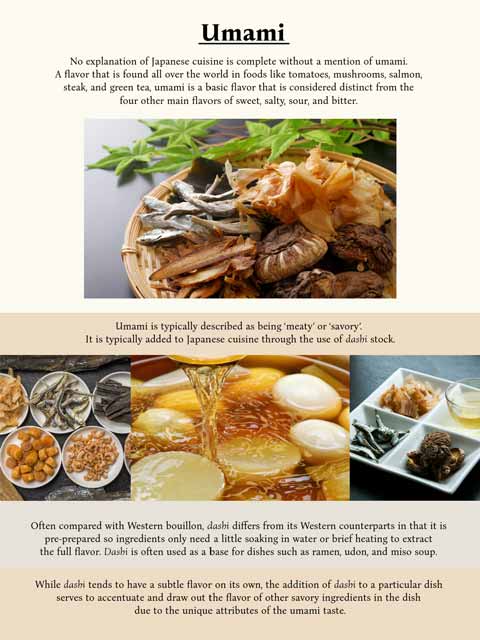 Umami
No explanation of Japanese cuisine is complete without a mention of umami.
A flavor that is found all over the world in foods like tomatoes, mushrooms, salmon,
steak, and green tea, umami is a basic flavor that is considered distinct from the
four other main flavors of sweet, salty, sour, and bitter.
Umami is typically described as being ‘meaty’ or ‘savory’.
It is typically added to Japanese cuisine through the use of dashi stock.
Often compared with Western bouillon, dashi differs from its Western counterparts in that it is
pre-prepared so ingredients only need a little soaking in water or brief heating to extract
the full flavor. Dashi is often used as a base for dishes such as ramen, udon, and miso soup.
While dashi tends to have a subtle flavor on its own, the addition of dashi to a particular dish
serves to accentuate and draw out the flavor of other savory ingredients in the dish
due to the unique attributes of the umami taste.